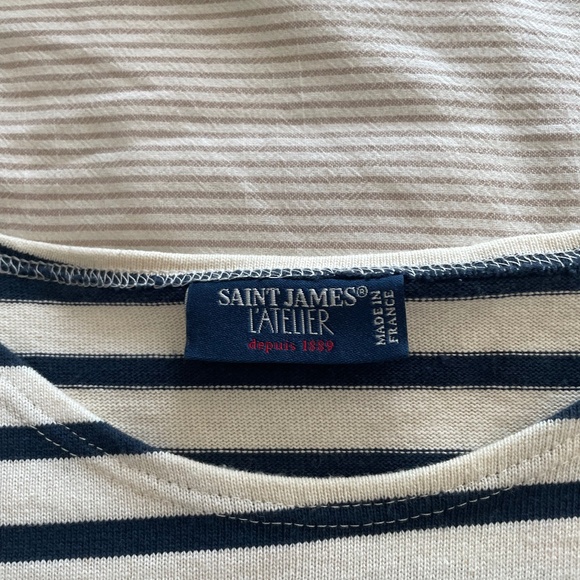 SAINT JAMES®
L'ATELIER
depuis 1889
MADE IN
FRANCE